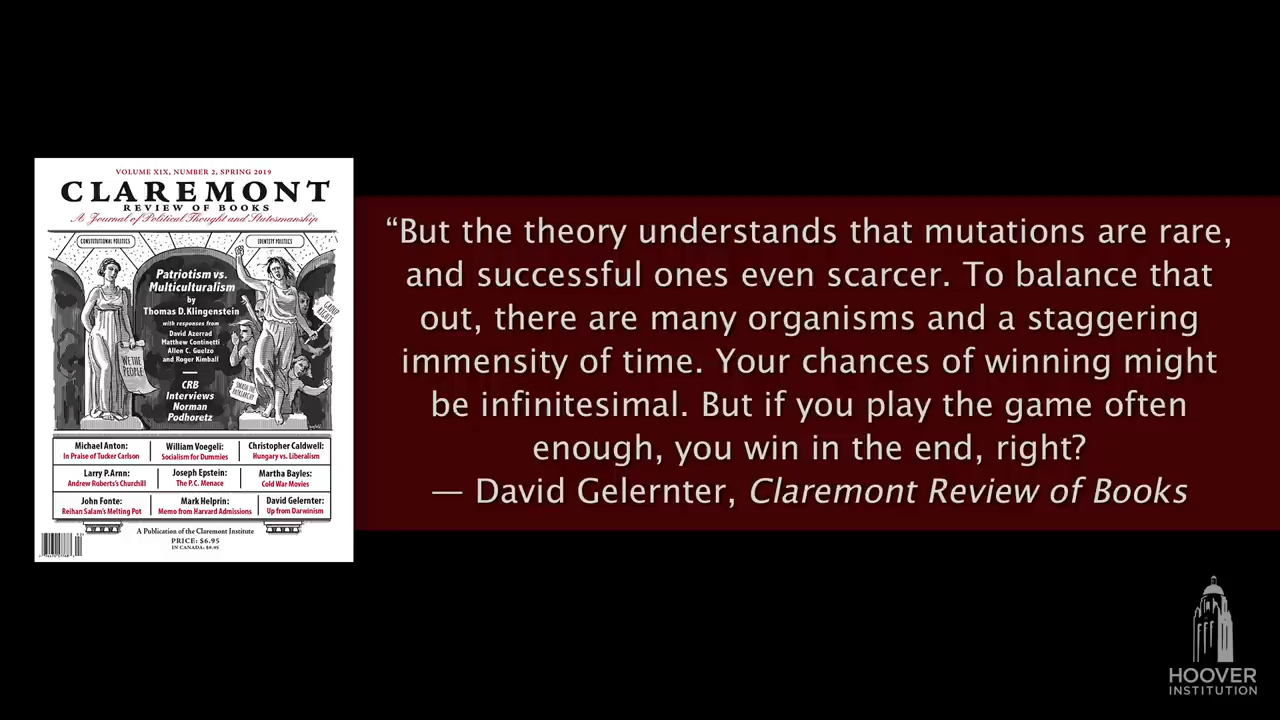 VOLUME XIX, NUMBER 2, SPRING 2019
CLAREMONT
REVIEW OF BOOKS
A Journal of Political Thought and Statesmanship
CONSTITUTIONAL POLITICS
IDENTITY POLITICS
Patriotism vs.
Multiculturalism
by
Thomas D. Klingenstein
with responses from
David Azerrad
Matthew Continetti
Allen C. Guelzo
and Roger Kimball
CRB
Interviews
Norman
Podhoretz
WE THE
PEOPLE
SMASH THE
PATRIARCHY
Michael Anton:
In Praise of Tucker Carlson
William Voegeli:
Socialism for Dummies
Christopher Caldwell:
Hungary vs. Liberalism
Larry P. Arnn:
Andrew Roberts's Churchill
Joseph Epstein:
The P.C. Menace
Martha Bayles:
Cold War Movies
John Fonte:
Reihan Salam's Melting Pot
Mark Helprin:
Memo from Harvard Admissions
David Gelernter:
Up from Darwinism
A Publication of the Claremont Institute
PRICE: $6.95
IN CANADA: $8.95
“But the theory understands that mutations are rare,
and successful ones even scarcer. To balance that
out, there are many organisms and a staggering
immensity of time. Your chances of winning might
be infinitesimal. But if you play the game often
enough, you win in the end, right?
— David Gelernter, Claremont Review of Books
HOOVER
INSTITUTION